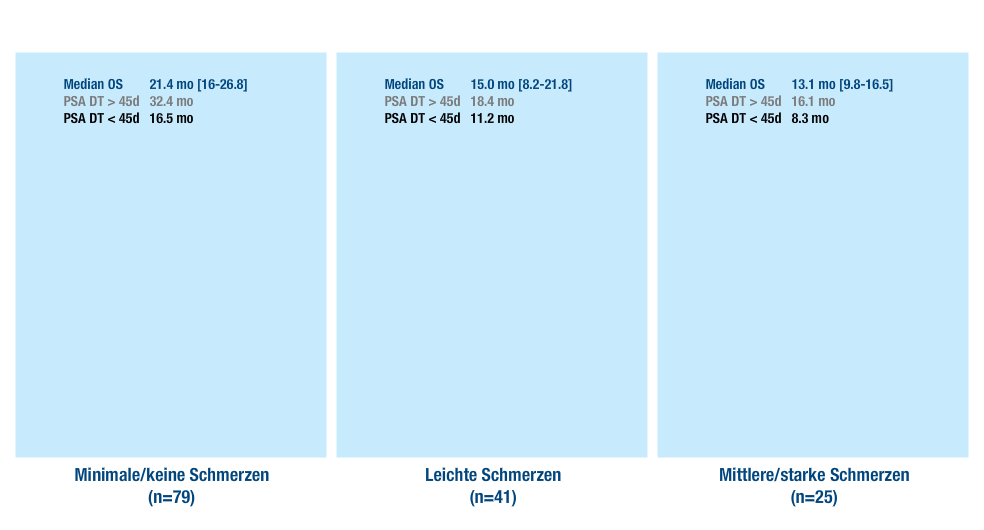 Median OS 21.4 mo [16-26.8]
PSA DT > 45d 32.4 mo
PSA DT < 45d 16.5 mo
Median OS 15.0 mo [8.2-21.8]
PSA DT > 45d 18.4 mo
PSA DT < 45d 11.2 mo
Median OS 13.1 mo [9.8-16.5]
PSA DT > 45d 16.1 mo
PSA DT < 45d 8.3 mo
Minimale/keine Schmerzen
(n=79)
Leichte Schmerzen
(n=41)
Mittlere/starke Schmerzen
(n=25)